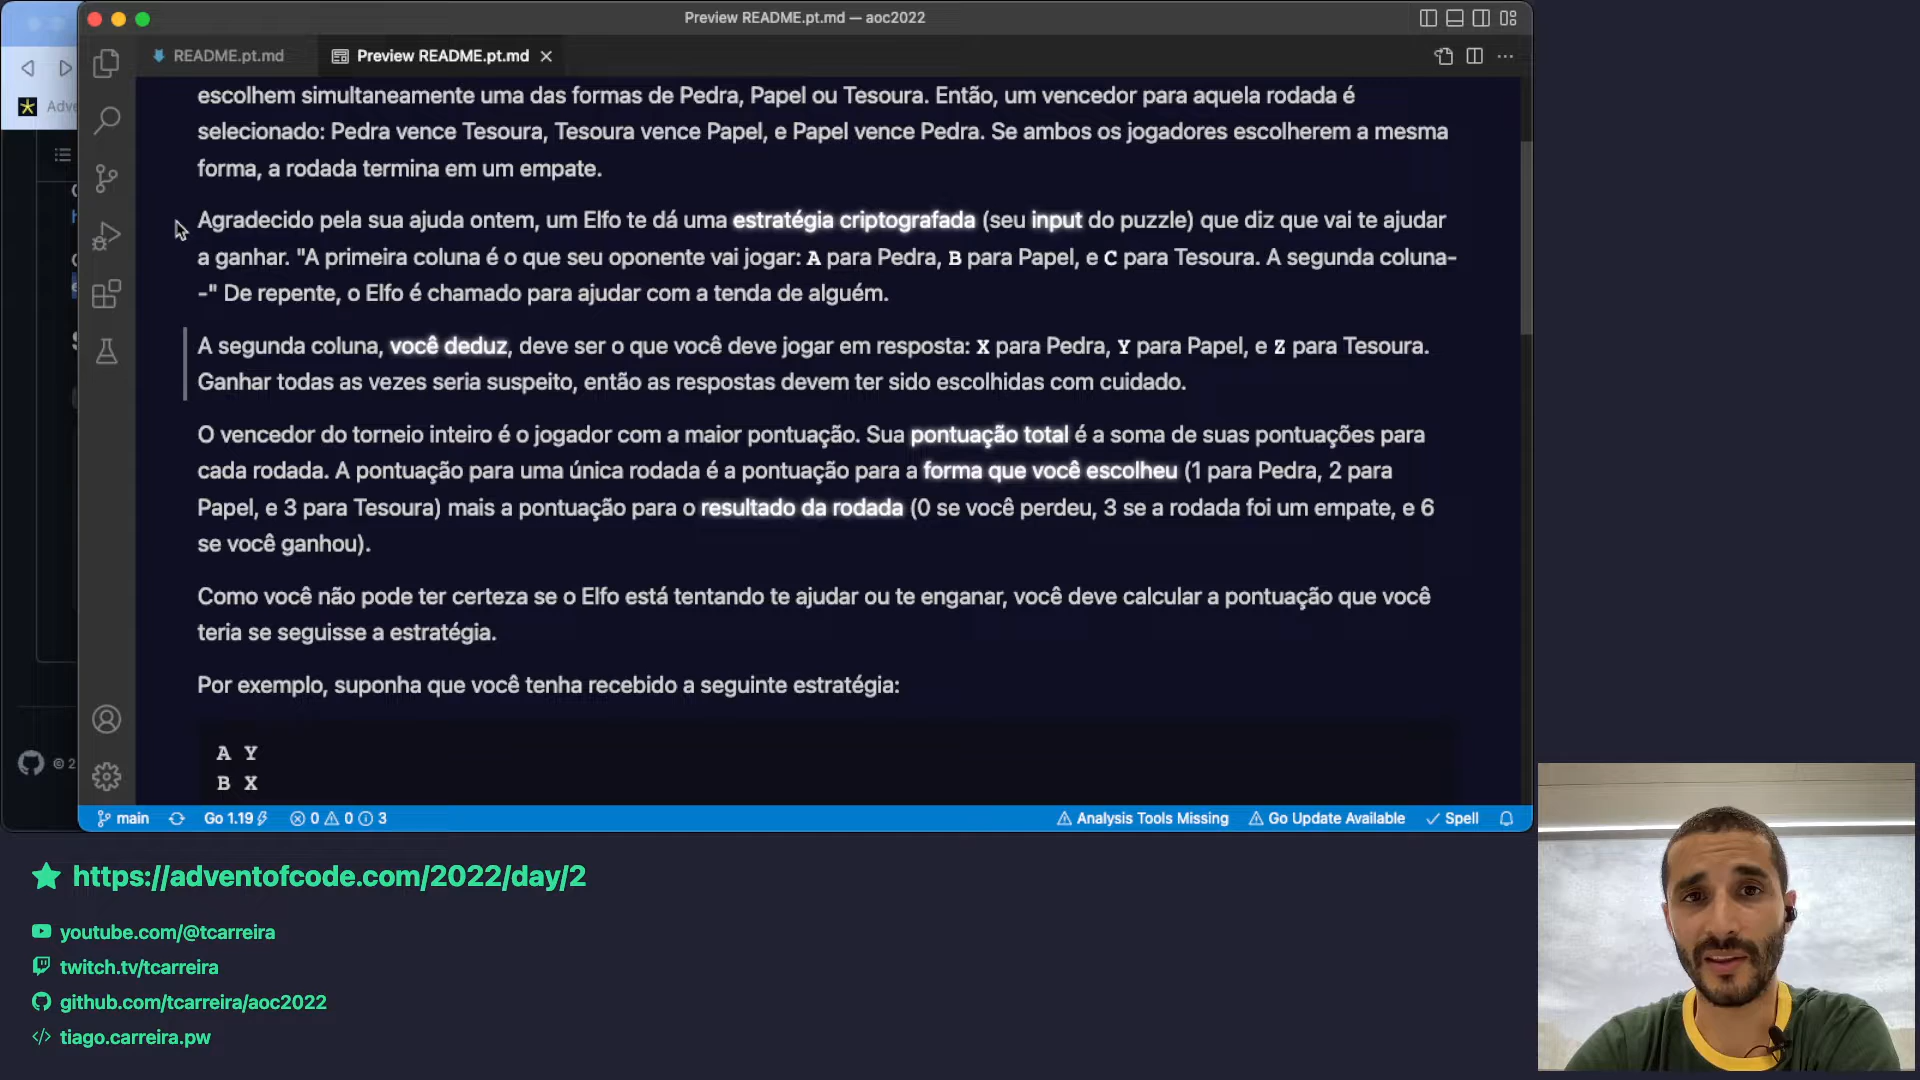 Preview README.pt.md — aoc2022
README.pt.md
Preview README.pt.md
Adve
escolhem simultaneamente uma das formas de Pedra, Papel ou Tesoura. Então, um vencedor para aquela rodada é
selecionado: Pedra vence Tesoura, Tesoura vence Papel, e Papel vence Pedra. Se ambos os jogadores escolherem a mesma
forma, a rodada termina em um empate.
Agradecido pela sua ajuda ontem, um Elfo te dá uma estratégia criptografada (seu input do puzzle) que diz que vai te ajudar
a ganhar. "A primeira coluna é o que seu oponente vai jogar: A para Pedra, B para Papel, e C para Tesoura. A segunda coluna-
-" De repente, o Elfo é chamado para ajudar com a tenda de alguém.
A segunda coluna, você deduz, deve ser o que você deve jogar em resposta: X para Pedra, Y para Papel, e Z para Tesoura.
Ganhar todas as vezes seria suspeito, então as respostas devem ter sido escolhidas com cuidado.
O vencedor do torneio inteiro é o jogador com a maior pontuação. Sua pontuação total é a soma de suas pontuações para
cada rodada. A pontuação para uma única rodada é a pontuação para a forma que você escolheu (1 para Pedra, 2 para
Papel, e 3 para Tesoura) mais a pontuação para o resultado da rodada (0 se você perdeu, 3 se a rodada foi um empate, e 6
se você ganhou).
Como você não pode ter certeza se o Elfo está tentando te ajudar ou te enganar, você deve calcular a pontuação que você
teria se seguisse a estratégia.
Por exemplo, suponha que você tenha recebido a seguinte estratégia:
A Y
B X
© 2
main Go 1.19 0 0 3 Analysis Tools Missing Go Update Available Spell
https://adventofcode.com/2022/day/2
youtube.com/@tcarreira
twitch.tv/tcarreira
github.com/tcarreira/aoc2022
tiago.carreira.pw